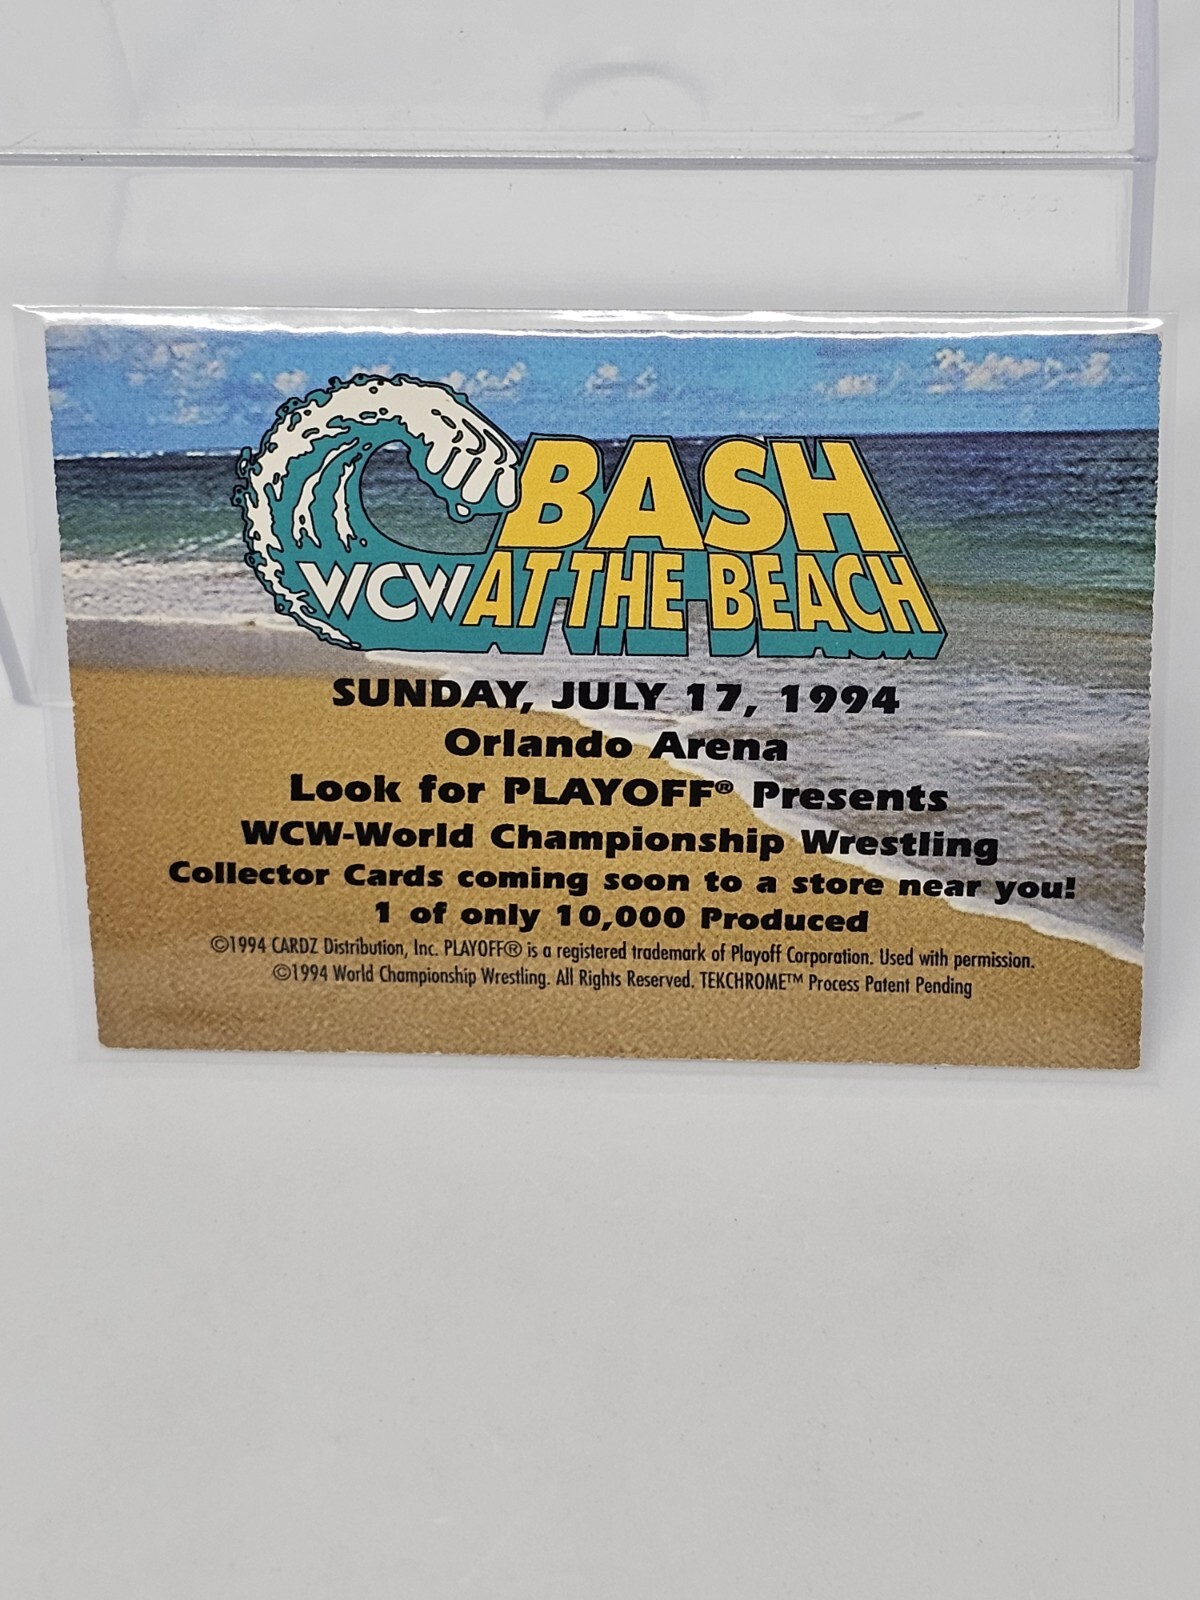 BASH
WCW AT THE BEACH
SUNDAY, JULY 17, 1994
Orlando Arena
Look for PLAYOFF® Presents
WCW-World Championship Wrestling
Collector Cards coming soon to a store near you!
1 of only 10,000 Produced
©1994 CARDZ Distribution, Inc. PLAYOFF® is a registered trademark of Playoff Corporation. Used with permission.
©1994 World Championship Wrestling. All Rights Reserved. TEKCHROME™ Process Patent Pending